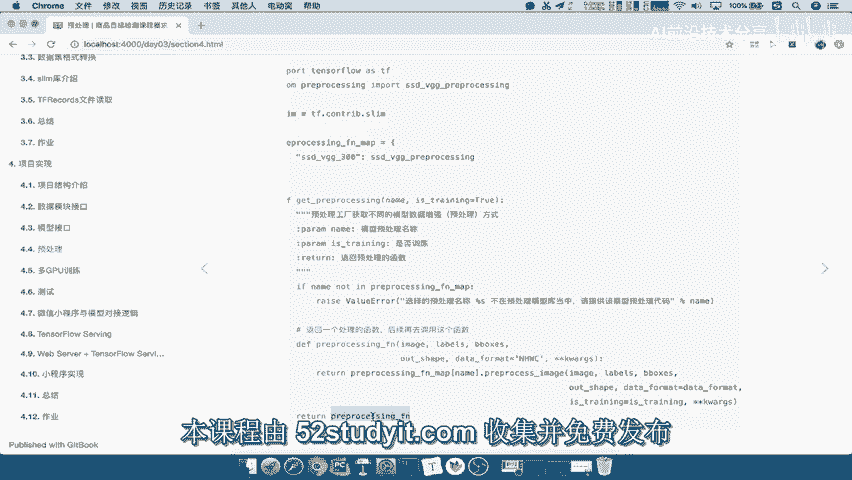 Chrome 文件 修改 视图 历史记录 书签 其他人 电动窝 帮助
100%
预处理 | 商品目标检测课程概要
localhost:4000/day03/section4.html
3.3. 数据集格式转换
3.4. slim库介绍
3.5. TFRecords文件读取
3.6. 总结
3.7. 作业
4. 项目实现
4.1. 项目结构介绍
4.2. 数据模块接口
4.3. 模型接口
4.4. 预处理
4.5. 多GPU训练
4.6. 测试
4.7. 微信小程序与模型对接逻辑
4.8. TensorFlow Serving
4.9. Web Server + TensorFlow Servi...
4.10. 小程序实现
4.11. 总结
4.12. 作业
Published with GitBook
port tensorflow as tf
om preprocessing import ssd_vgg_preprocessing
im = tf.contrib.slim
eprocessing_fn_map = {
"ssd_vgg_300": ssd_vgg_preprocessing
f get_preprocessing(name, is_training=True):
"""预处理工厂获取不同的模型数据增强（预处理）方式
:param name: 模型预处理名称
:param is_training: 是否训练
:return: 返回预处理的函数
"""
if name not in preprocessing_fn_map:
raise ValueError("选择的预处理名称 %s 不在预处理模型库当中，请提供该模型预处理代码" % name)
# 返回一个处理的函数，后续再去调用这个函数
def preprocessing_fn(image, labels, bboxes,
out_shape, data_format='NHWC', **kwargs):
return preprocessing_fn_map[name].preprocess_image(image, labels, bboxes,
out_shape, data_format=data_format,
is_training=is_training, **kwargs)
return preprocessing_fn
本课程由 52studyit.com 收集并免费发布